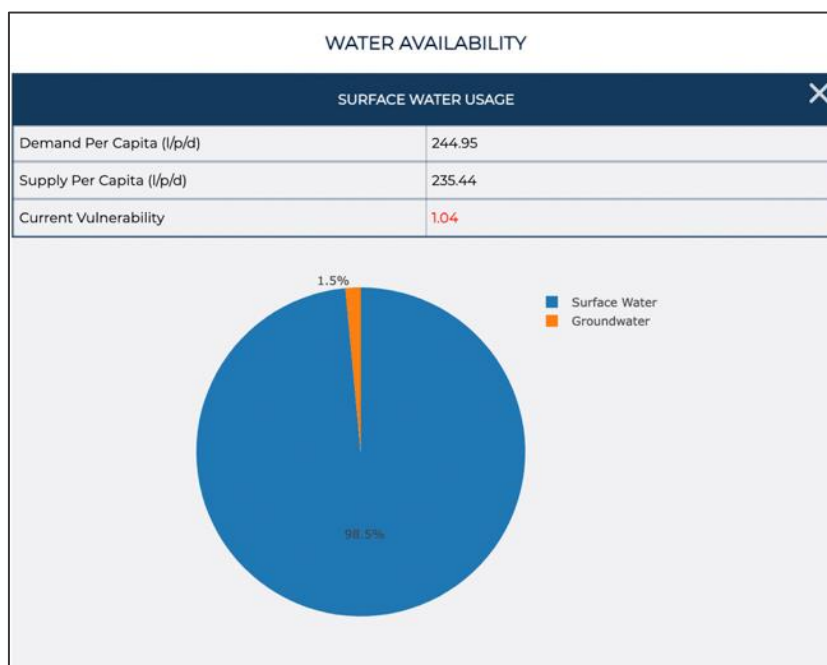 WATER AVAILABILITY
SURFACE WATER USAGE
Demand Per Capita (l/p/d) 244.95
Supply Per Capita (l/p/d) 235.44
Current Vulnerability 1.04
1.5%
Surface Water
Groundwater
98.5%